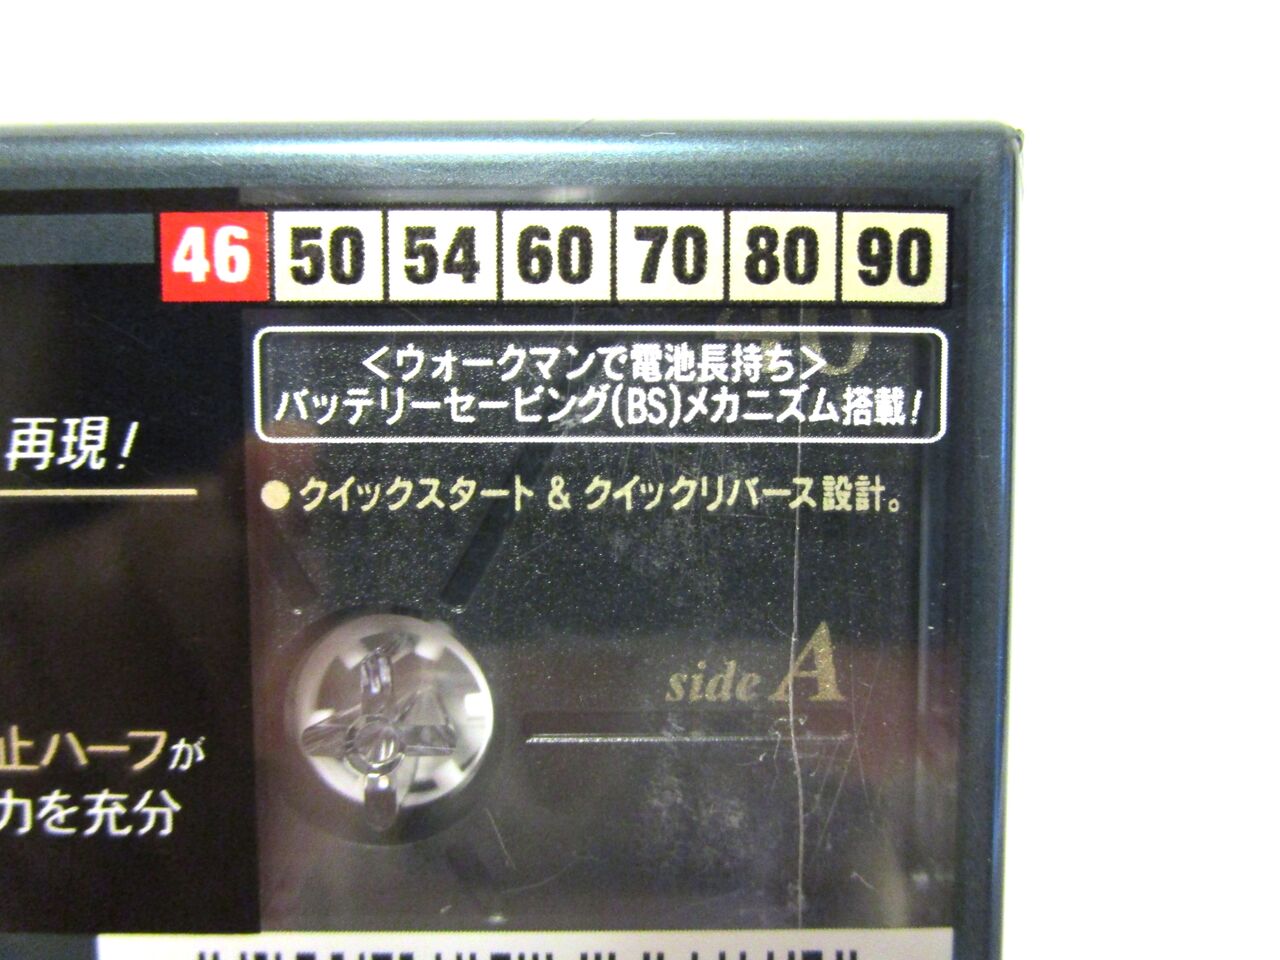 46 50 54 60 70 80 90
<ウォークマンで電池長持ち>
バッテリーセービング(BS)メカニズム搭載!
再現!
●クイックスタート & クイックリバース設計。
side A
止ハーフが
力を充分